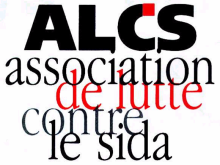 ALCS
association
de lutte
contre
le sida